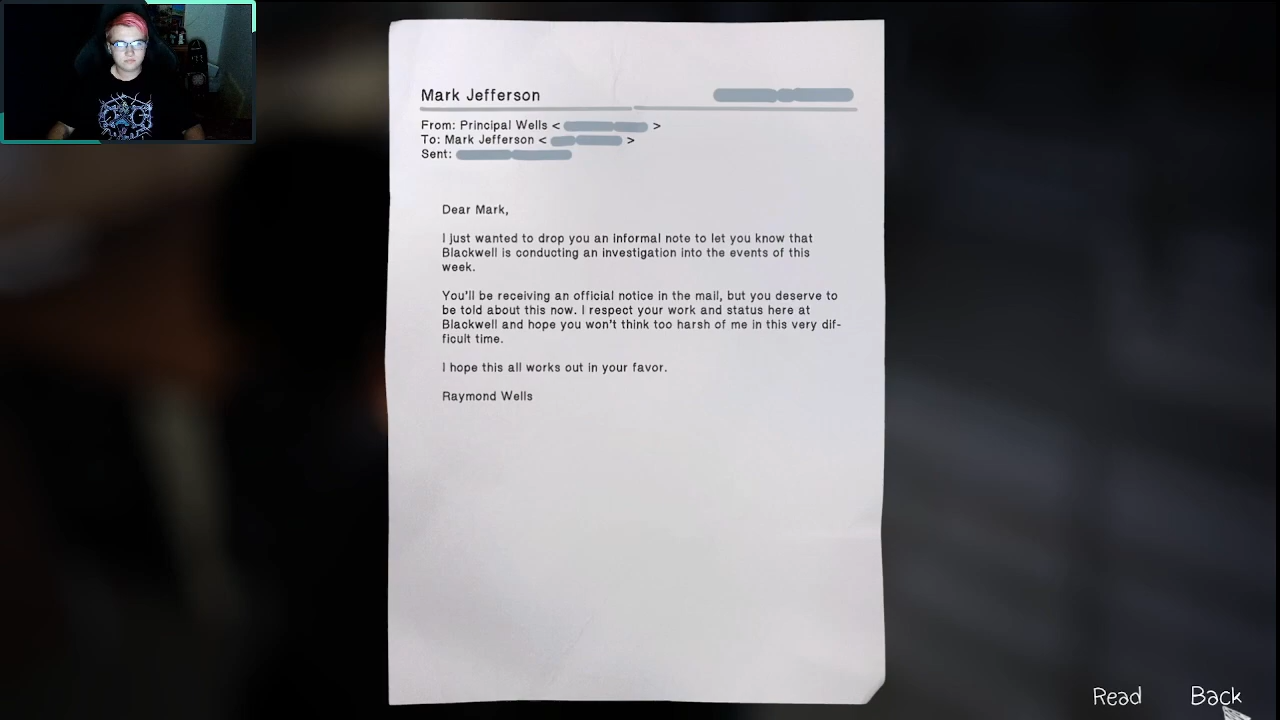 Mark Jefferson
From: Principal Wells < >
To: Mark Jefferson < >
Sent:
Dear Mark,
I just wanted to drop you an informal note to let you know that
Blackwell is conducting an investigation into the events of this
week.
You'll be receiving an official notice in the mail, but you deserve to
be told about this now. I respect your work and status here at
Blackwell and hope you won't think too harsh of me in this very dif-
ficult time.
I hope this all works out in your favor.
Raymond Wells
Read
Back